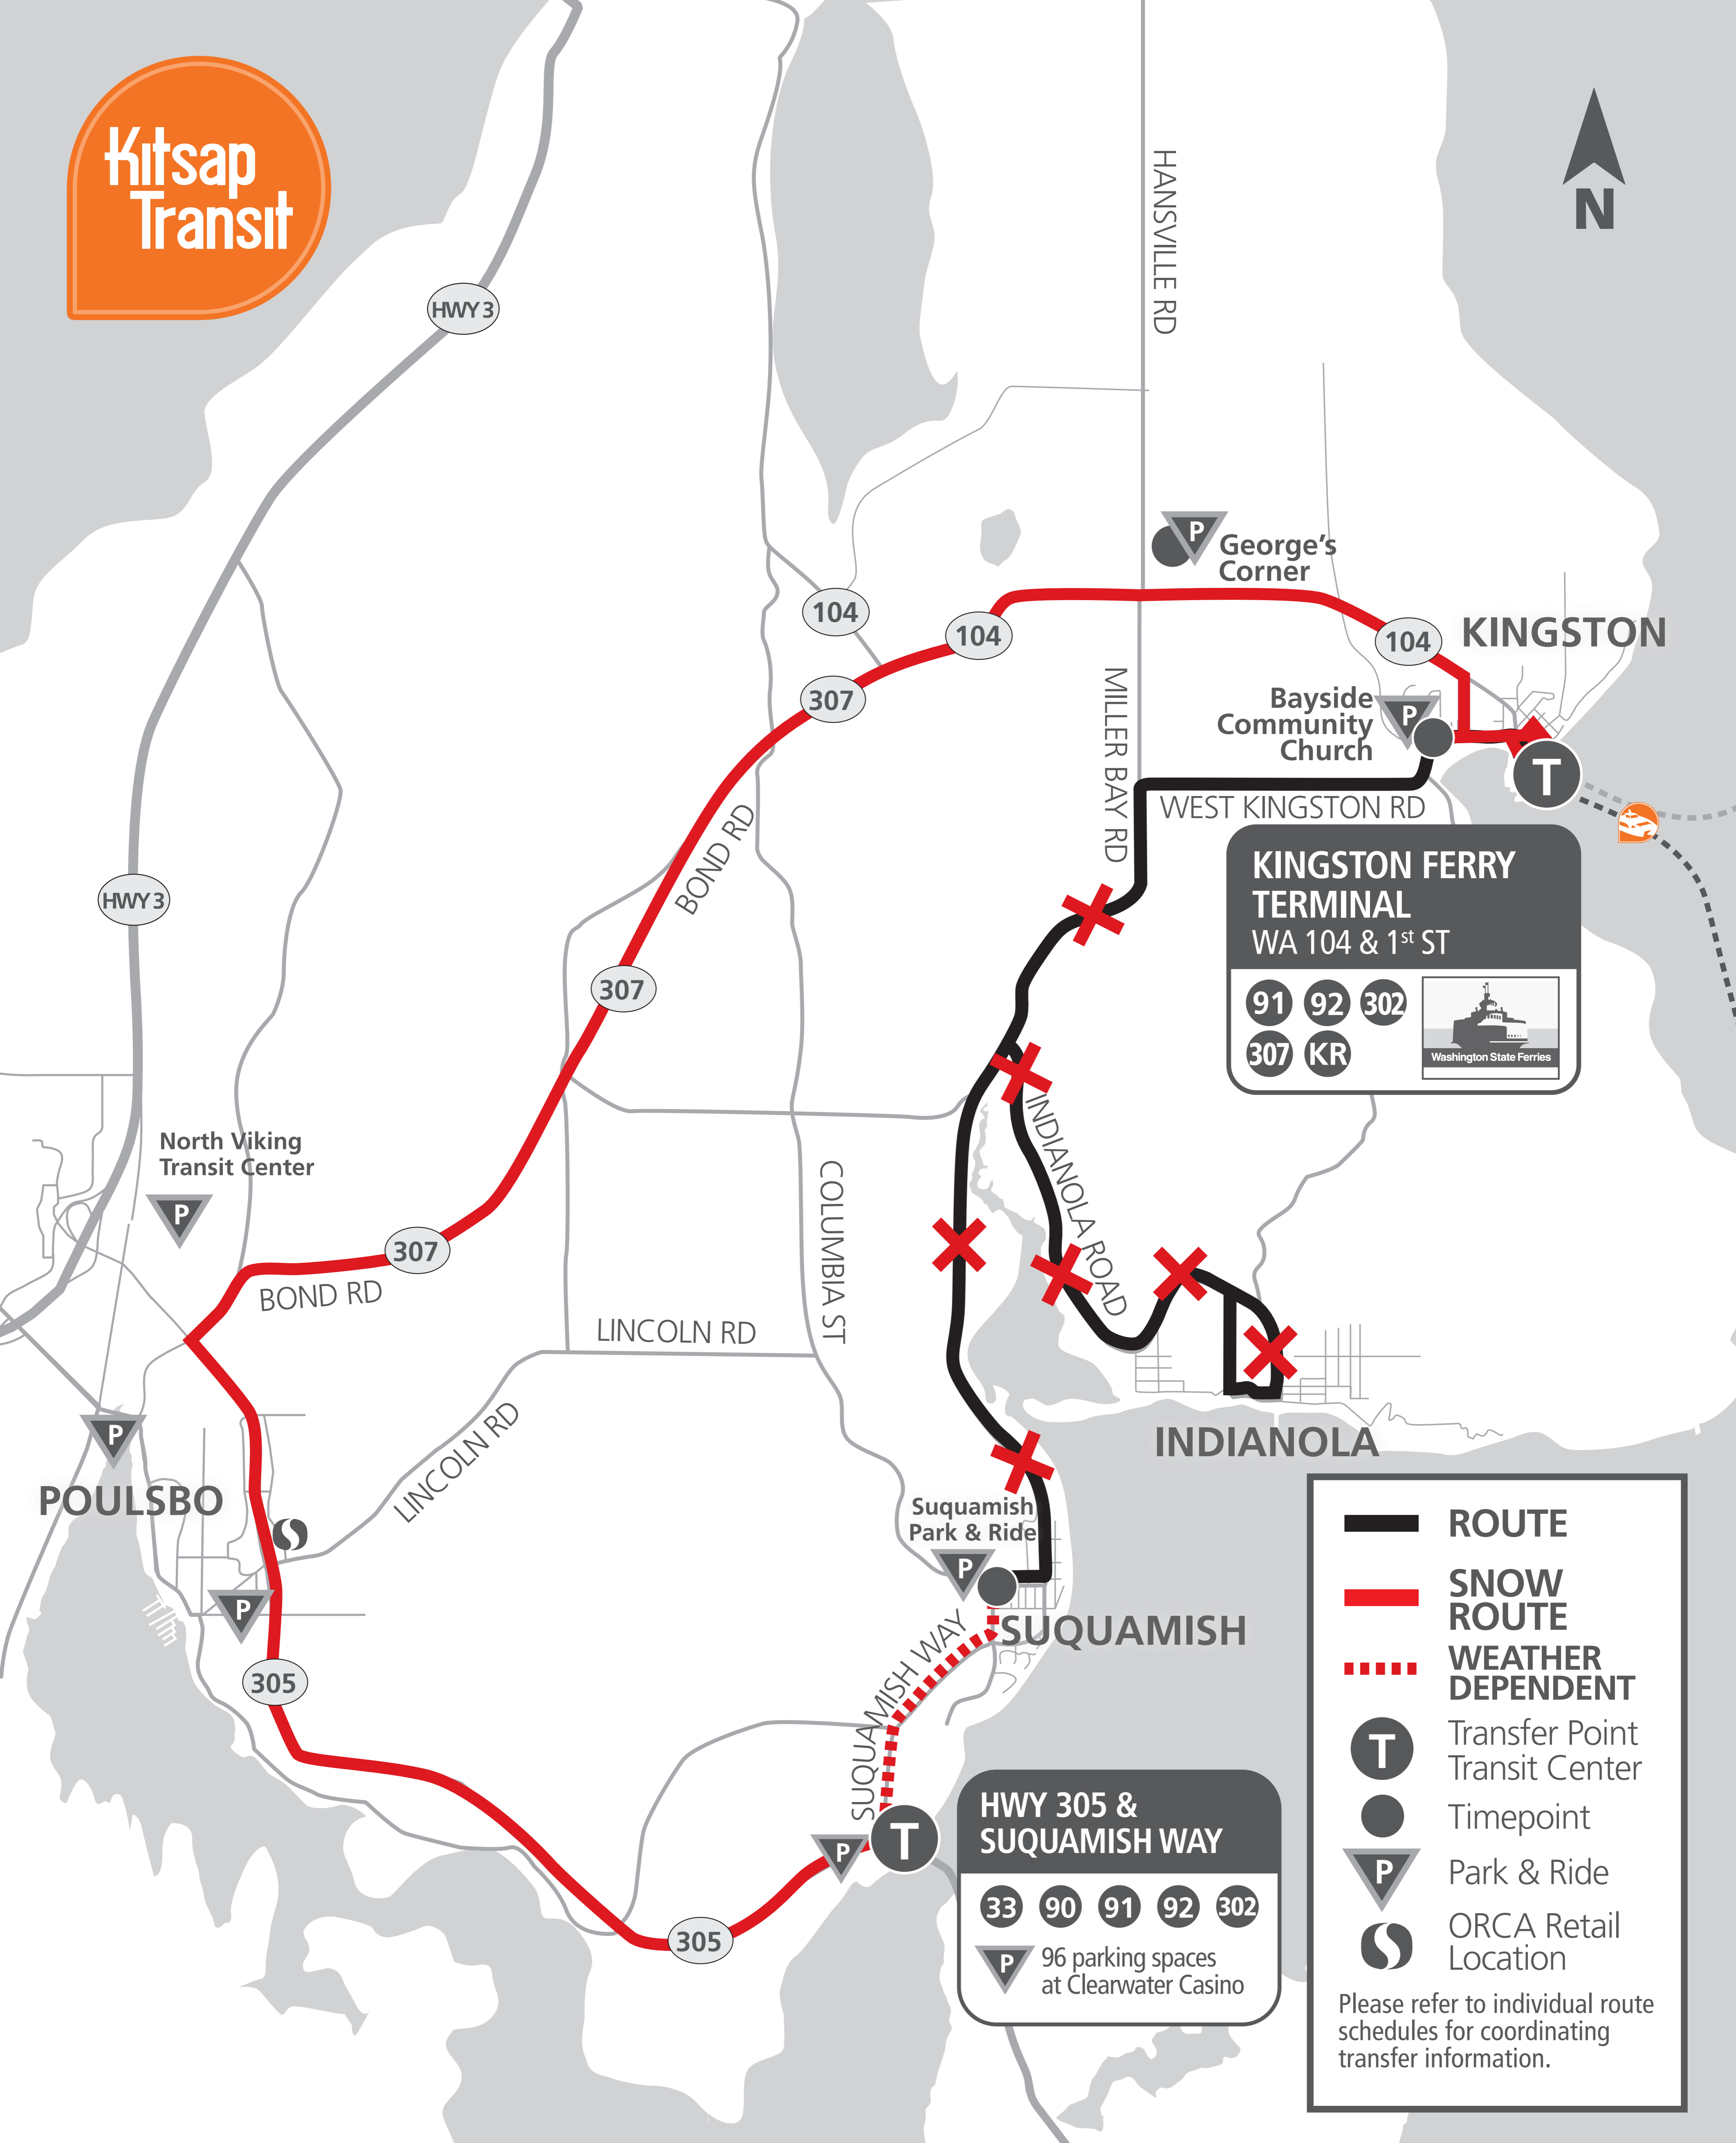 Kitsap
Transit
HWY 3
HANSVILLE RD
N
P
George's
Corner
104
104
104
KINGSTON
307
MILLER BAY RD
Bayside
Community
Church
P
T
WEST KINGSTON RD
BOND RD
HWY 3
KINGSTON FERRY
TERMINAL
WA 104 & 1st ST
91
92
302
307
KR
Washington State Ferries
307
INDIANOLA ROAD
North Viking
Transit Center
P
COLUMBIA ST
307
BOND RD
LINCOLN RD
LINCOLN RD
INDIANOLA
P
POULSBO
Suquamish
Park & Ride
P
P
SUQUAMISH
SUQUAMISH WAY
305
T
P
305
HWY 305 &
SUQUAMISH WAY
33
90
91
92
302
P
96 parking spaces
at Clearwater Casino
ROUTE
SNOW
ROUTE
WEATHER
DEPENDENT
T
Transfer Point
Transit Center
Timepoint
P
Park & Ride
ORCA Retail
Location
Please refer to individual route
schedules for coordinating
transfer information.